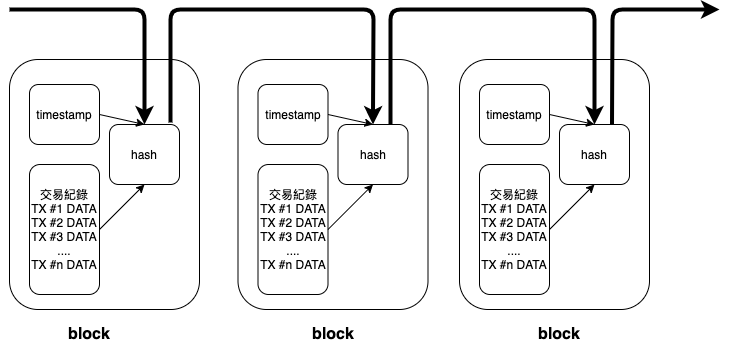 timestamp
hash
交易紀錄
TX #1 DATA
TX #2 DATA
TX #3 DATA
....
TX #n DATA
block
timestamp
hash
交易紀錄
TX #1 DATA
TX #2 DATA
TX #3 DATA
....
TX #n DATA
block
timestamp
hash
交易紀錄
TX #1 DATA
TX #2 DATA
TX #3 DATA
....
TX #n DATA
block